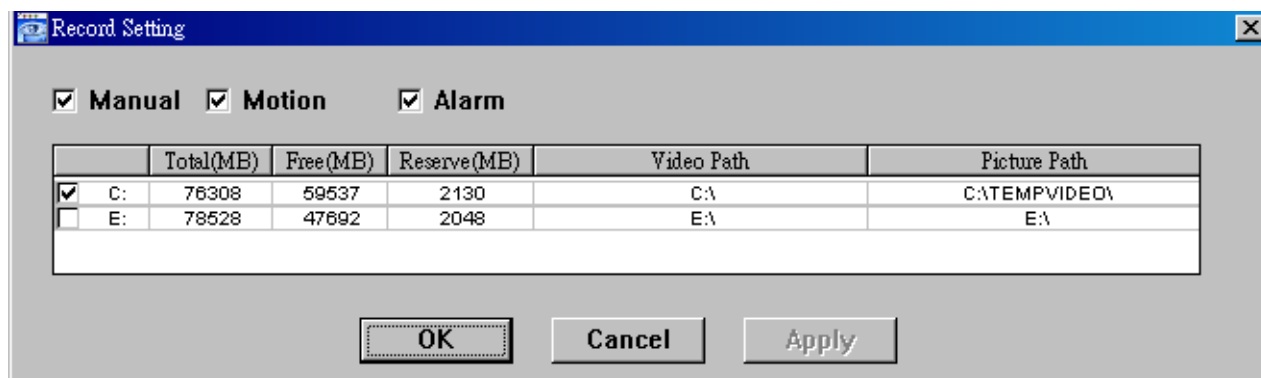 Record Setting
Manual Motion Alarm
Total(MB) Free(MB) Reserve(MB) Video Path Picture Path
C: 76308 59537 2130 C:\ C:\TEMPVIDEO\
E: 78528 47692 2048 E:\ E:\
OK Cancel Apply